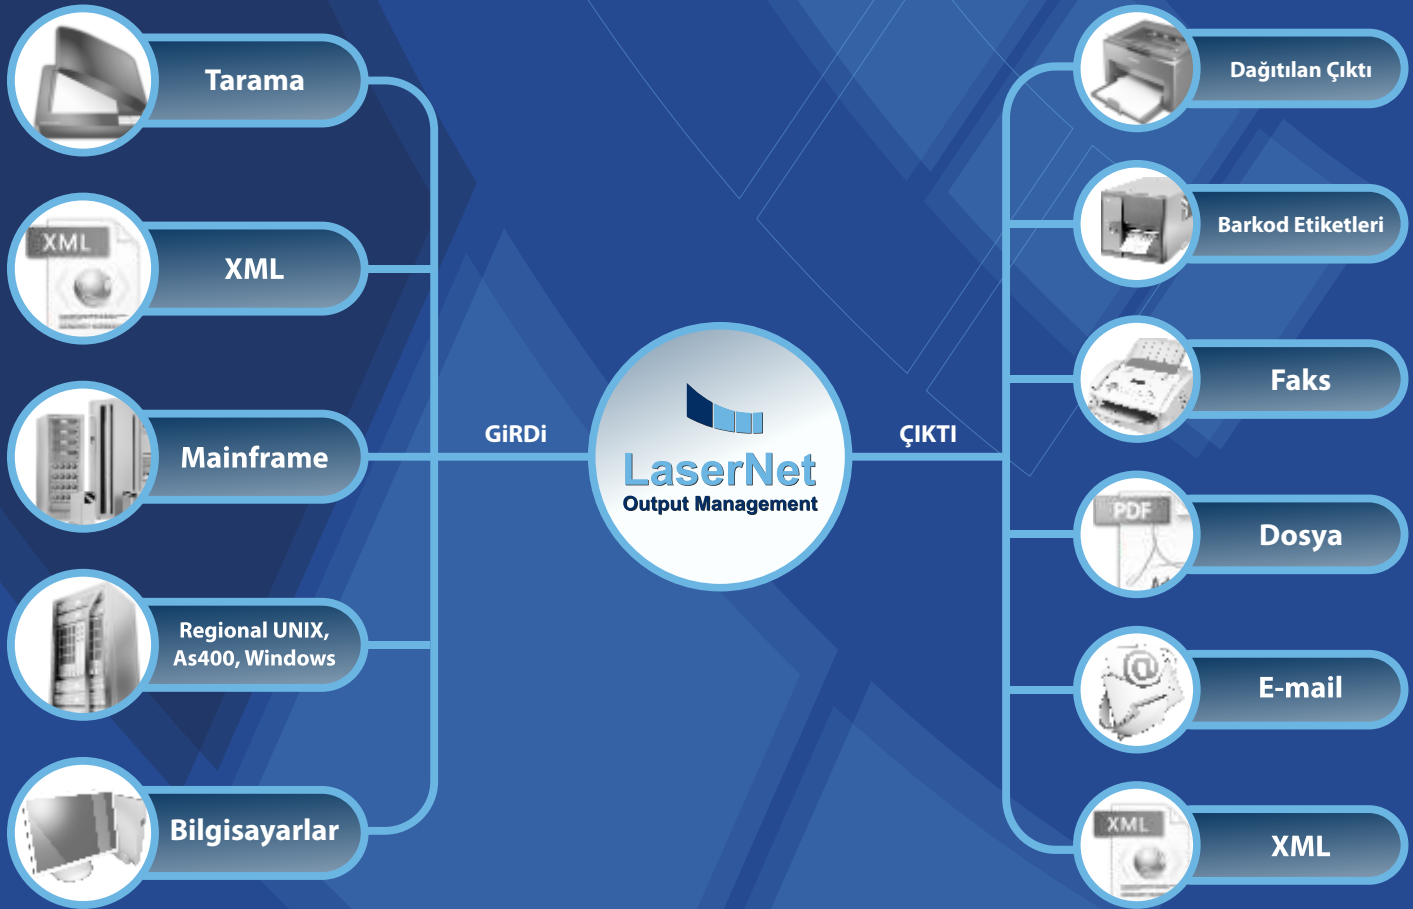 Tarama
XML
XML
Mainframe
Regional UNIX,
As400, Windows
Bilgisayarlar
GiRDi
LaserNet
Output Management
ÇIKTI
Dağıtılan Çıktı
Barkod Etiketleri
Faks
PDF
Dosya
E-mail
XML
XML